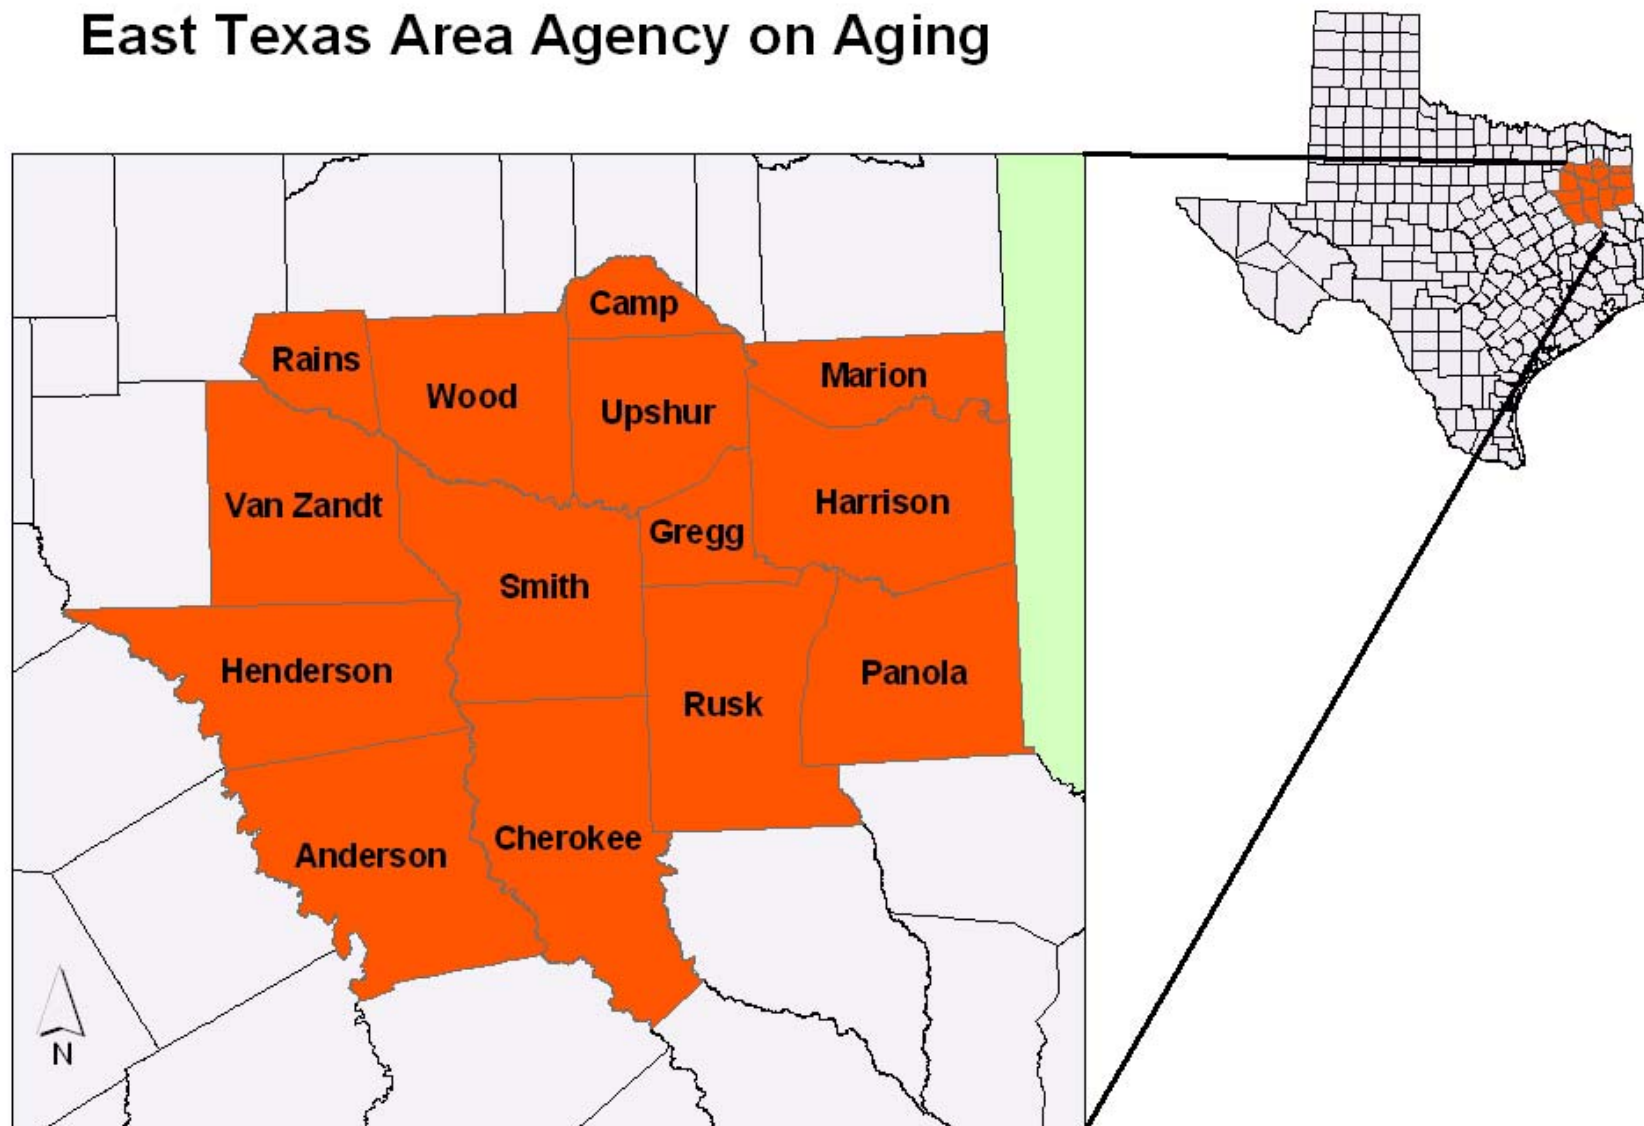 East Texas Area Agency on Aging
Camp
Rains
Marion
Wood
Upshur
Van Zandt
Harrison
Gregg
Smith
Henderson
Panola
Rusk
Cherokee
Anderson
N